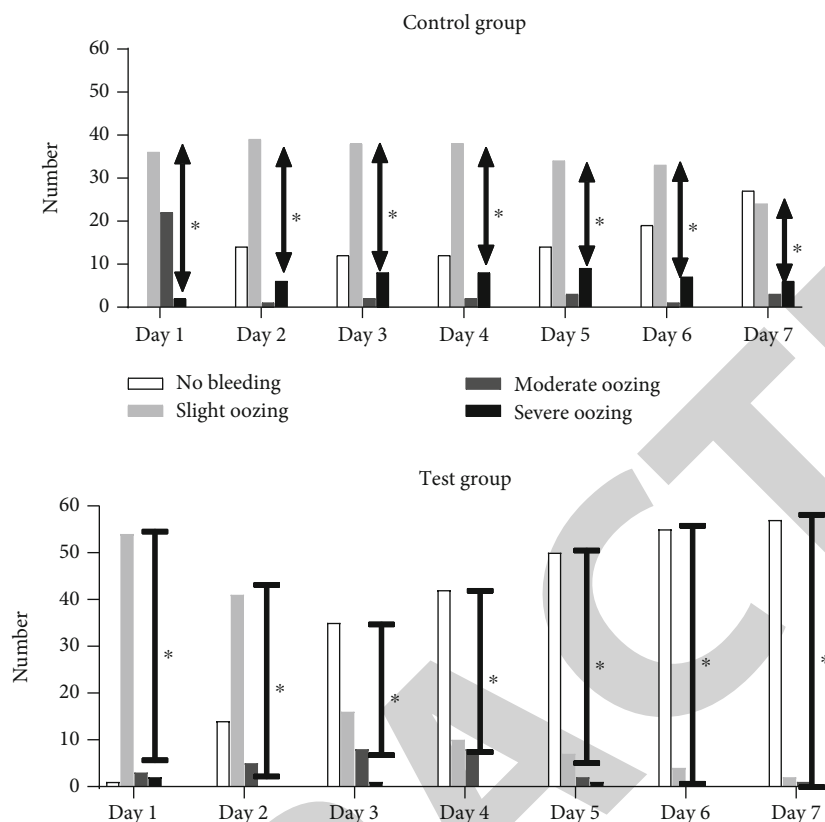 Control group
60
50
40
30
20
10
0
Number
* * * * * * *
Day 1 Day 2 Day 3 Day 4 Day 5 Day 6 Day 7
No bleeding
Slight oozing
Moderate oozing
Severe oozing
Test group
60
50
40
30
20
10
0
Number
* * * * * * *
Day 1 Day 2 Day 3 Day 4 Day 5 Day 6 Day 7
ACT